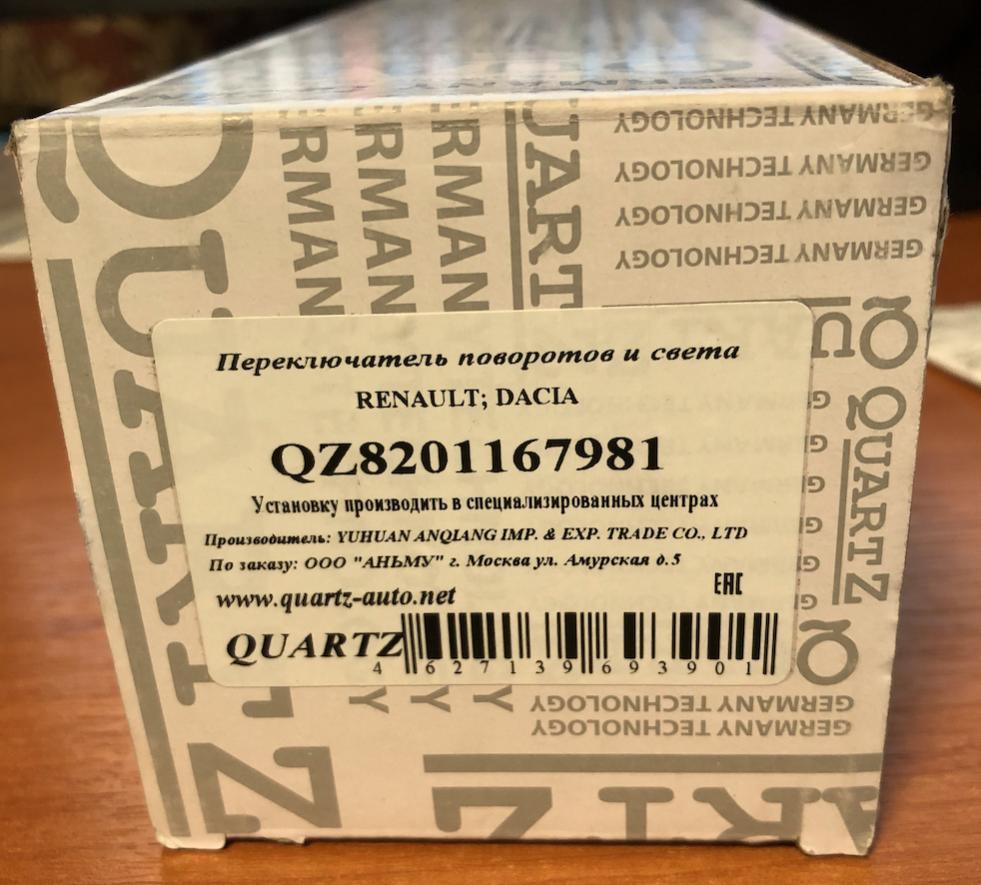 Переключатель поворотов и света
RENAULT; DACIA
QZ8201167981
Установку производить в специализированных центрах
Производитель: YUHUAN ANQIANG IMP. & EXP. TRADE CO., LTD
По заказу: ООО "АНЬМУ" г. Москва ул. Амурская д.5
EAC
www.quartz-auto.net
QUARTZ
4 627139 693901
GERMANY TECHNOLOGY
GERMANY TECHNOLOGY
GERMANY TECHNOLOGY
GERMANY TECHNOLOGY
QUARTZ
GERMANY TECHNOLOGY
GERMANY TECHNOLOGY